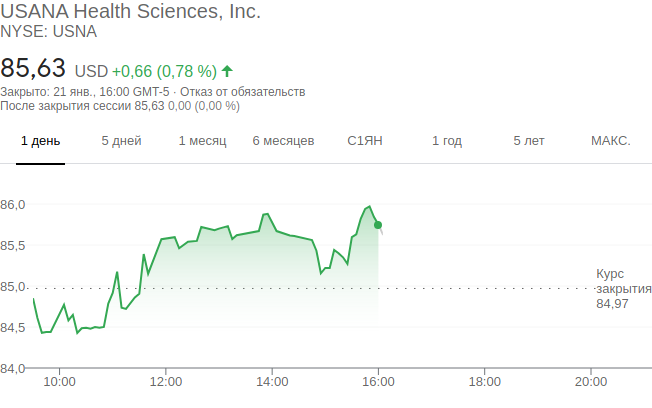 USANA Health Sciences, Inc.
NYSE: USNA
85,63 USD +0,66 (0,78 %)
Закрыто: 21 янв., 16:00 GMT-5 · Отказ от обязательств
После закрытия сессии 85,63 0,00 (0,00 %)
1 день 5 дней 1 месяц 6 месяцев С1ЯН 1 год 5 лет МАКС.
86,0
85,5
85,0
84,5
84,0
Курс
закрытия
84,97
10:00 12:00 14:00 16:00 18:00 20:00